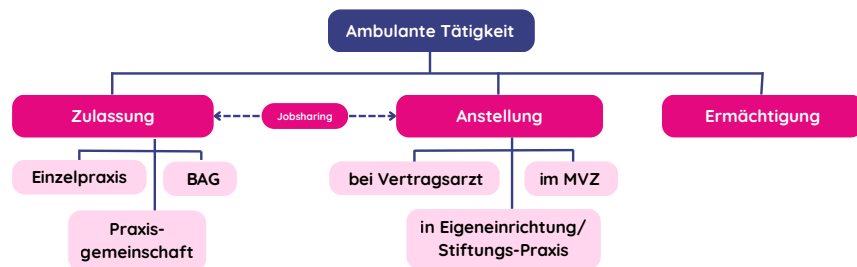 Ambulante Tätigkeit
Zulassung
Jobsharing
Anstellung
Ermächtigung
Einzelpraxis
BAG
bei Vertragsarzt
im MVZ
Praxis-
gemeinschaft
in Eigeneinrichtung/
Stiftungs-Praxis